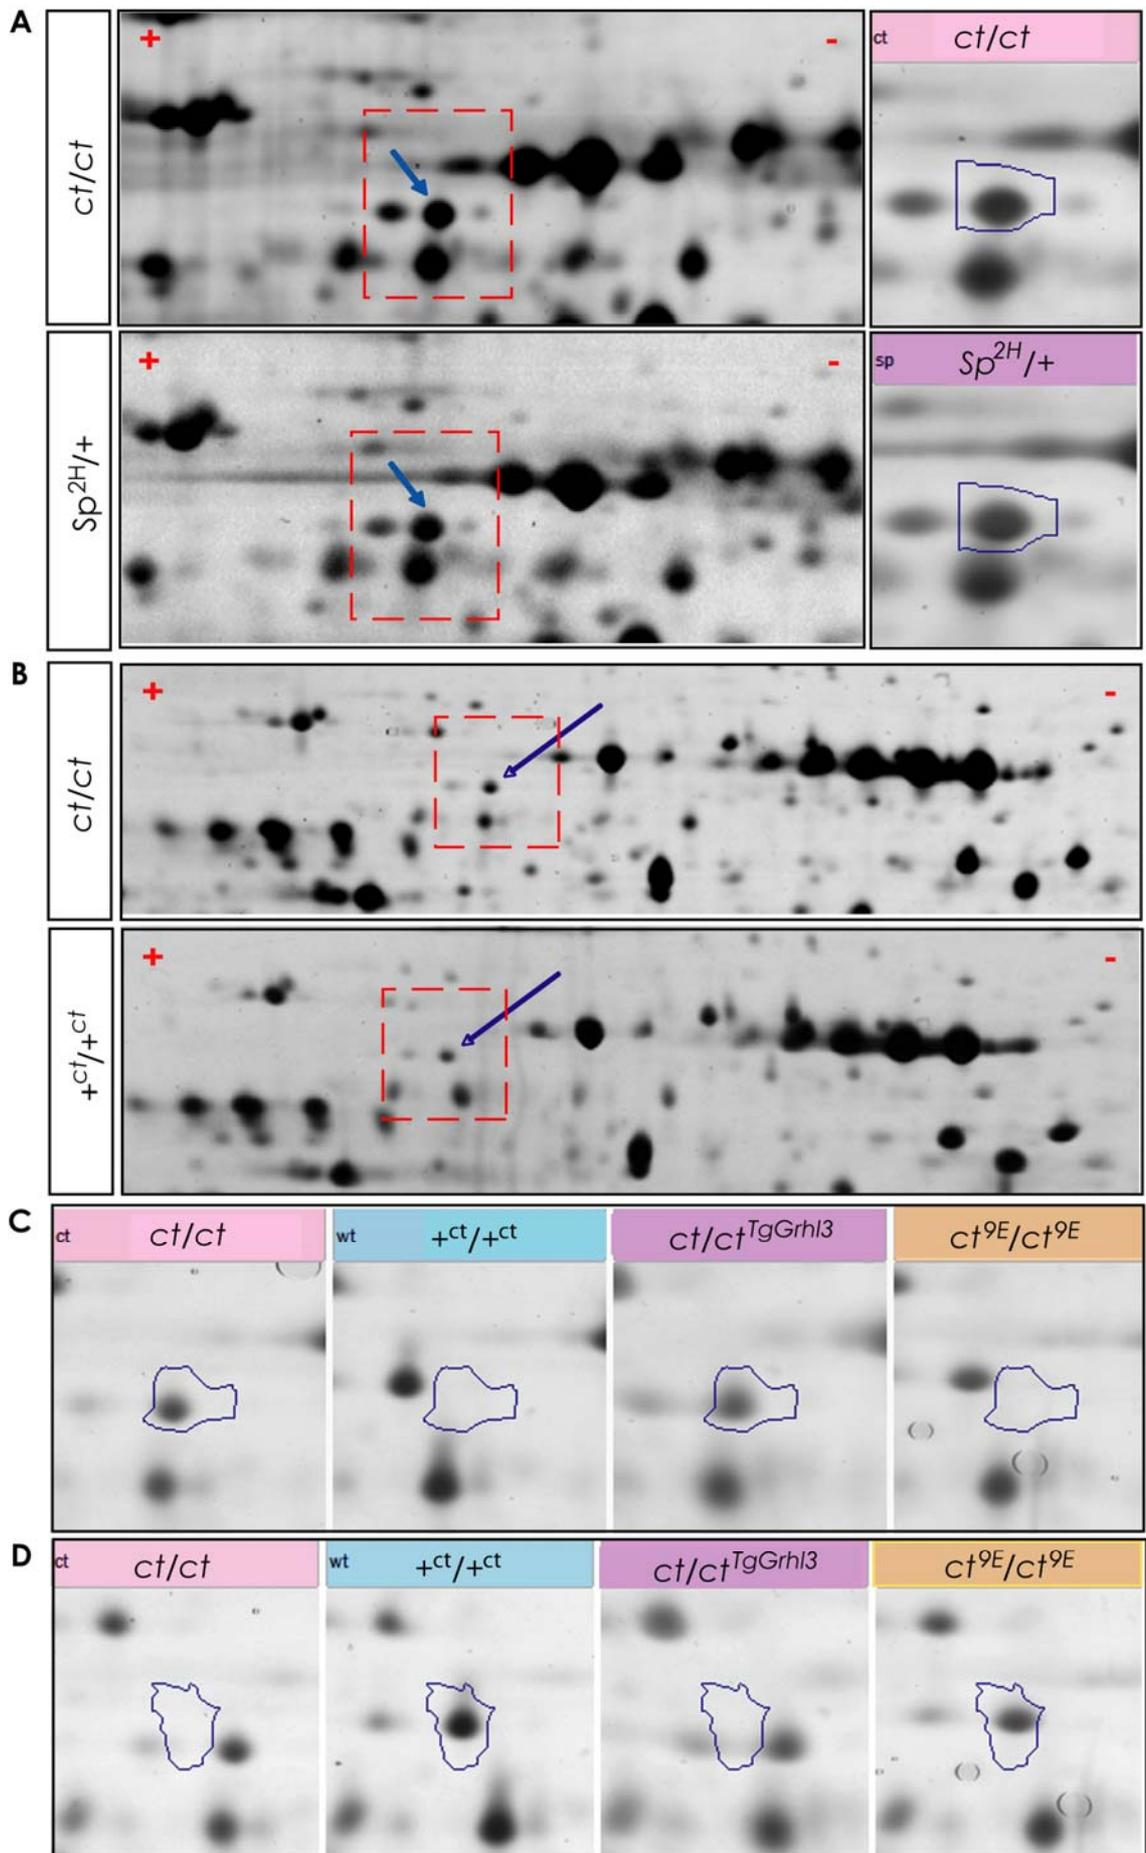 A
+ -
ct/ct
ct ct/ct
+ -
Sp2H/+
sp Sp2H/+
B
+ -
ct/ct
+ -
+ct/+ct
C
ct ct/ct
wt +ct/+ct
ct/ctTgGrhl3
ct9E/ct9E
D
ct ct/ct
wt +ct/+ct
ct/ctTgGrhl3
ct9E/ct9E